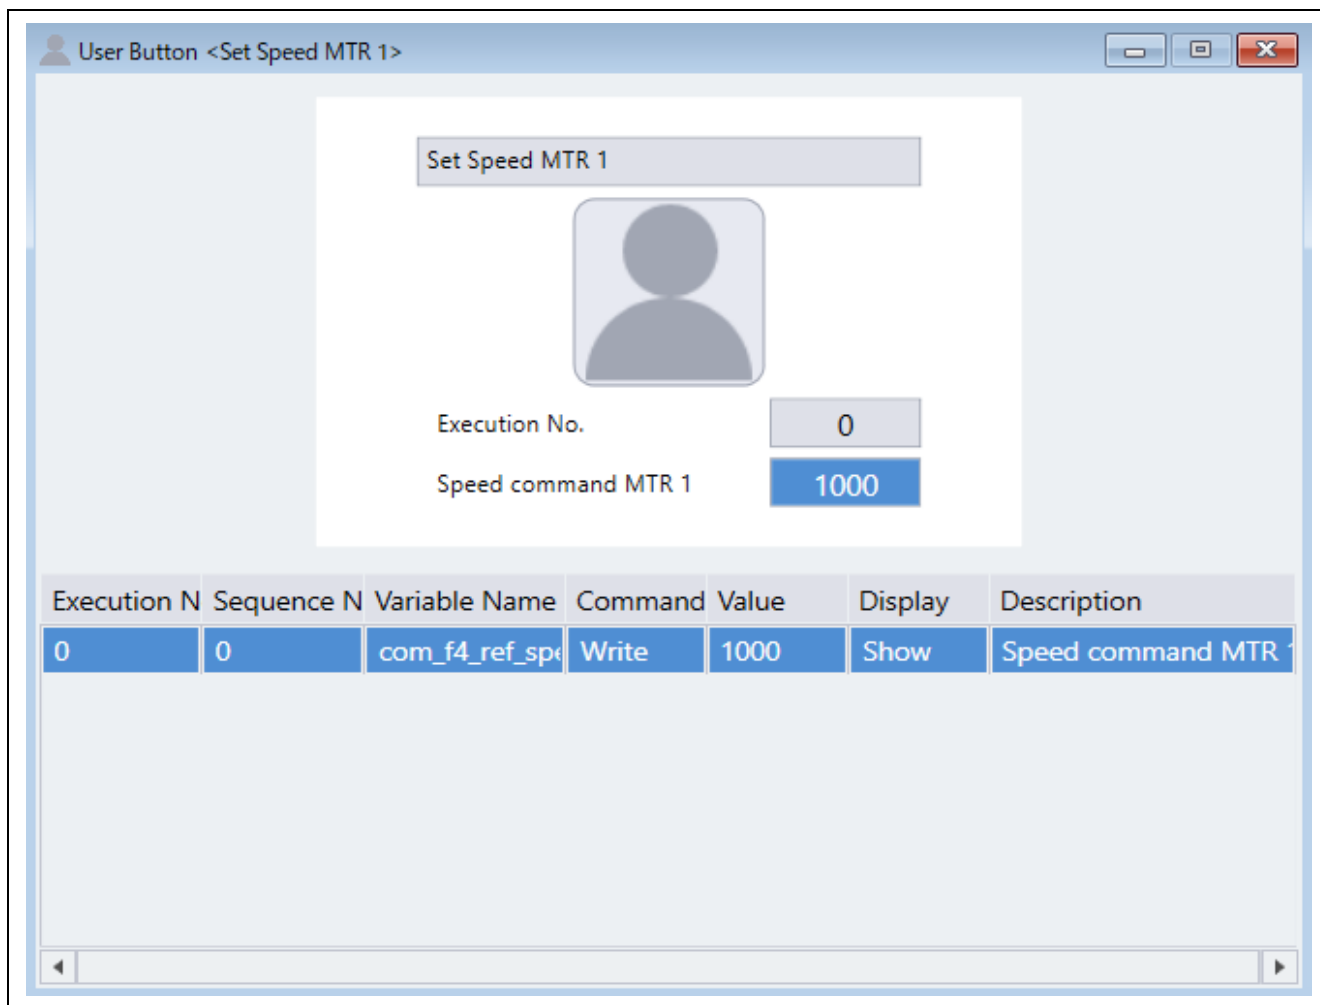 User Button <Set Speed MTR 1>
Set Speed MTR 1
Execution No. 0
Speed command MTR 1 1000
Execution N Sequence N Variable Name Command Value Display Description
0 0 com_f4_ref_spe Write 1000 Show Speed command MTR 1